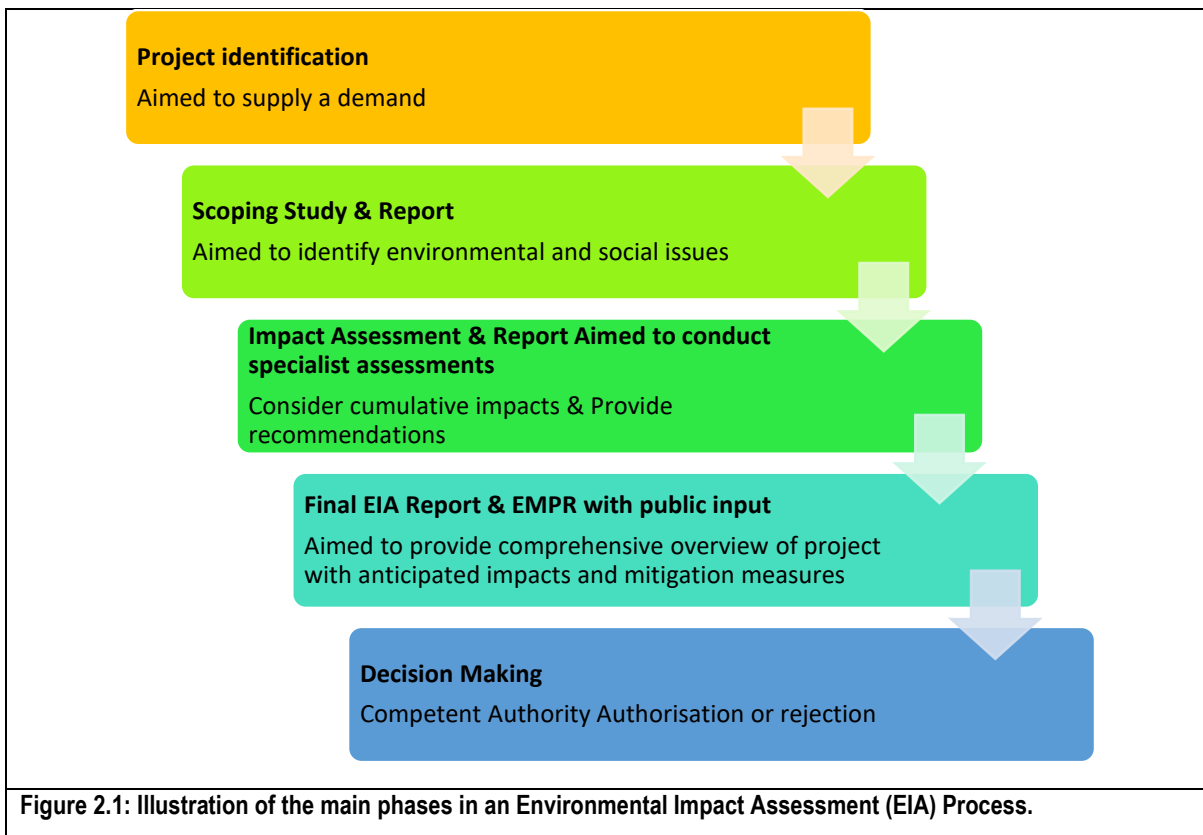 Project identification
Aimed to supply a demand
Scoping Study & Report
Aimed to identify environmental and social issues
Impact Assessment & Report Aimed to conduct
specialist assessments
Consider cumulative impacts & Provide
recommendations
Final EIA Report & EMPR with public input
Aimed to provide comprehensive overview of project
with anticipated impacts and mitigation measures
Decision Making
Competent Authority Authorisation or rejection
Figure 2.1: Illustration of the main phases in an Environmental Impact Assessment (EIA) Process.